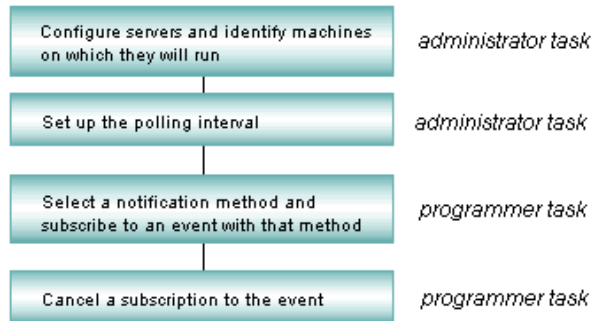 Configure servers and identify machines
on which they will run
administrator task
Set up the polling interval
administrator task
Select a notification method and
subscribe to an event with that method
programmer task
Cancel a subscription to the event
programmer task